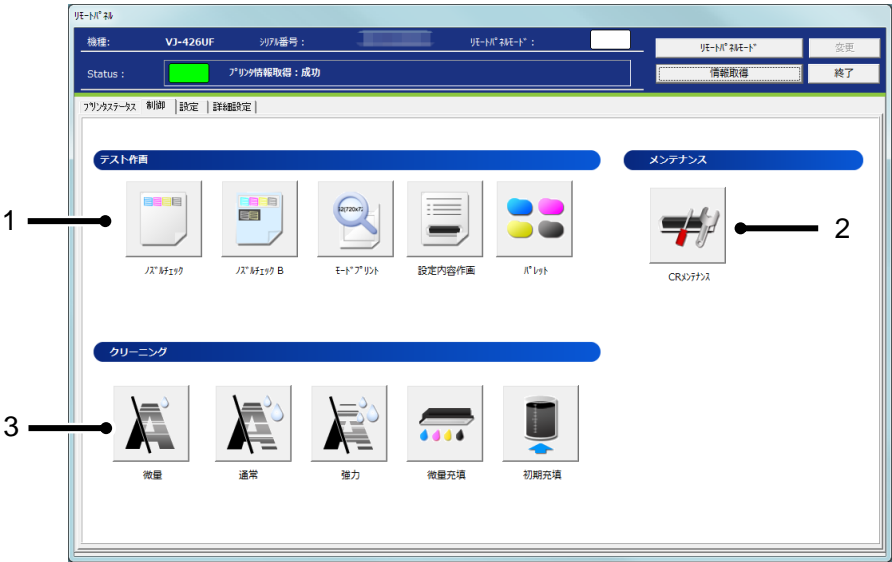 ﾘﾓｰﾄﾊﾟﾈﾙ
機種: VJ-426UF ｼﾘｱﾙ番号： ﾘﾓｰﾄﾊﾟﾈﾙﾓｰﾄﾞ： ﾘﾓｰﾄﾊﾟﾈﾙﾓｰﾄﾞ 変更
Status： ﾌﾟﾘﾝﾀ情報取得：成功 情報取得 終了
ﾌﾟﾘﾝﾀｽﾃｰﾀｽ 制御 設定 詳細設定
テスト作画 メンテナンス
1 2
ﾉｽﾞﾙﾁｪｯｸ ﾉｽﾞﾙﾁｪｯｸ B ﾓｰﾄﾞﾌﾟﾘﾝﾄ 設定内容作画 ﾊﾟﾚｯﾄ CRﾒﾝﾃﾅﾝｽ
クリーニング
3
微量 通常 強力 微量充填 初期充填